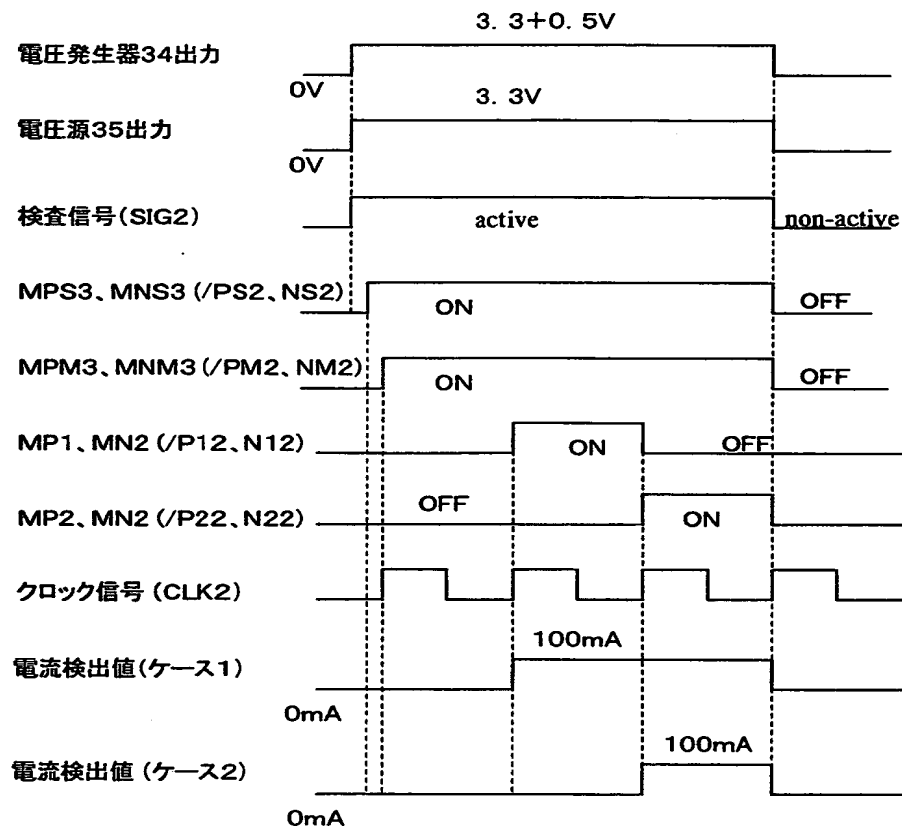 3. 3+0. 5V
電圧発生器34出力
0V
3. 3V
電圧源35出力
0V
検査信号(SIG2)
active
non-active
MPS3、MNS3 (/PS2、NS2)
ON
OFF
MPM3、MNM3 (/PM2、NM2)
ON
OFF
MP1、MN2 (/P12、N12)
ON
OFF
MP2、MN2 (/P22、N22)
OFF
ON
クロック信号 (CLK2)
100mA
電流検出値(ケース1)
0mA
100mA
電流検出値 (ケース2)
0mA